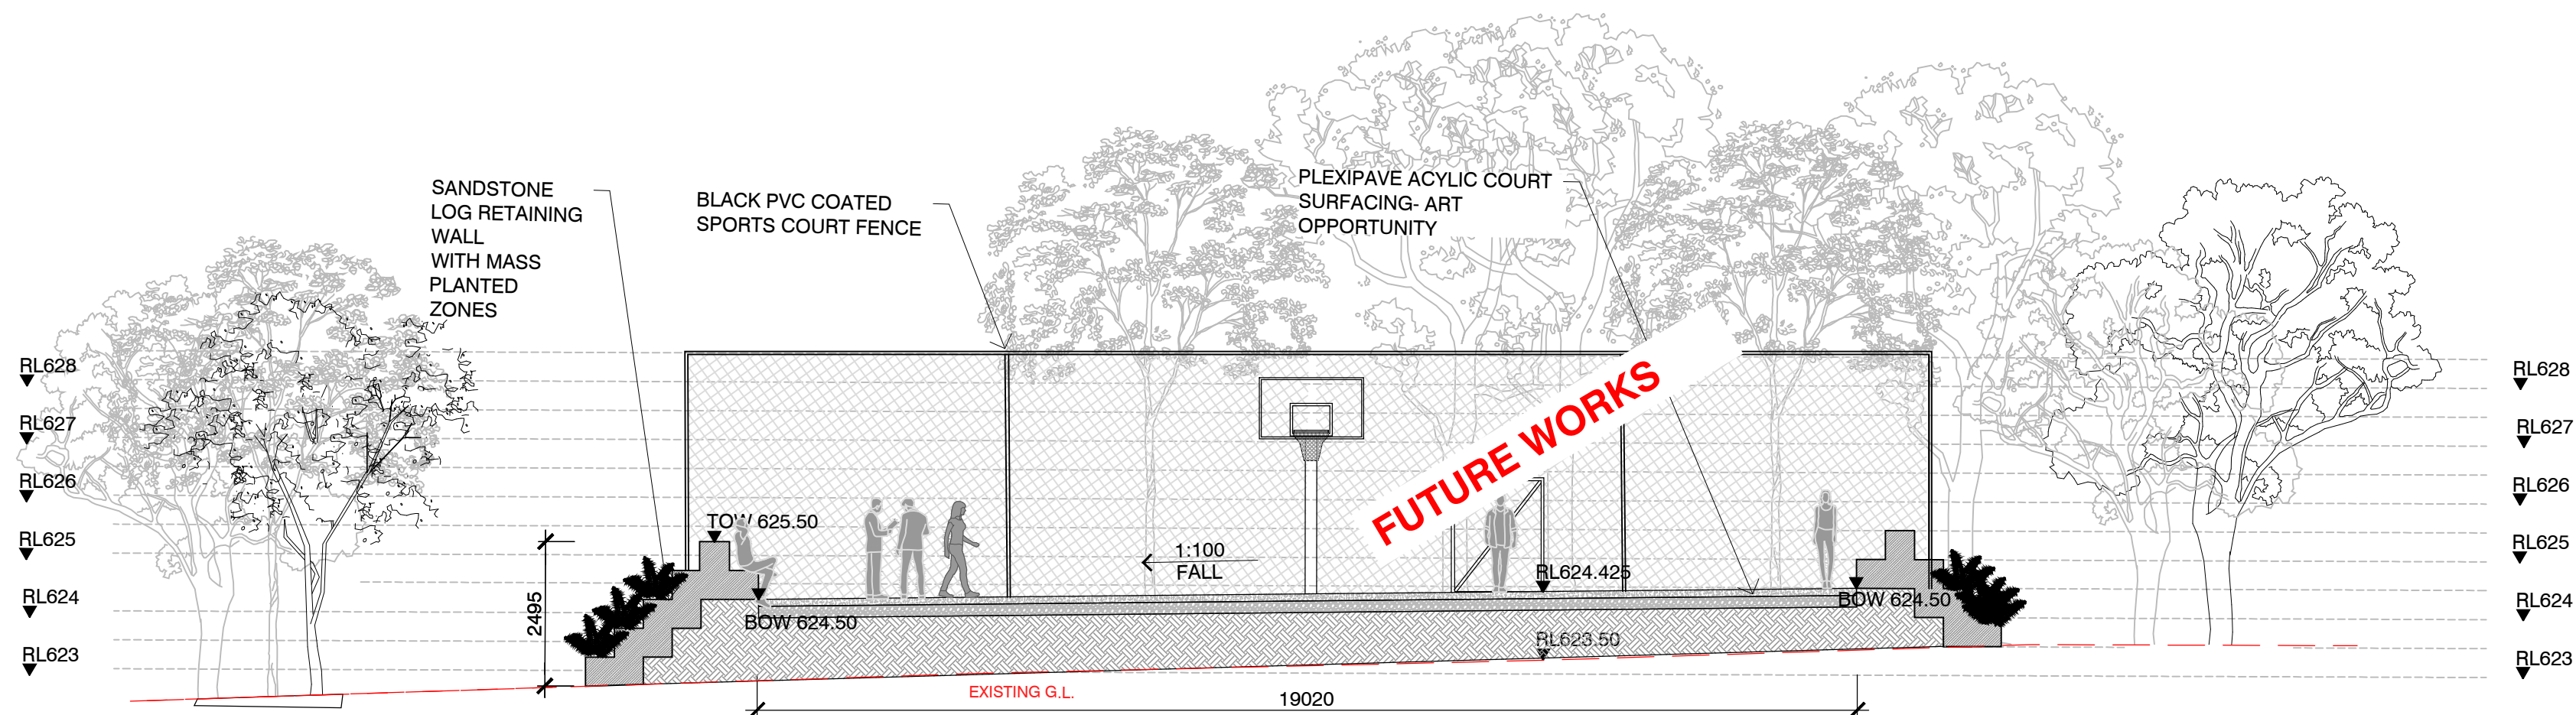 SANDSTONE
LOG RETAINING
WALL
WITH MASS
PLANTED
ZONES
BLACK PVC COATED
SPORTS COURT FENCE
PLEXIPAVE ACYLIC COURT
SURFACING- ART
OPPORTUNITY
RL628
RL627
RL626
RL625
RL624
RL623
FUTURE WORKS
TOW 625.50
1:100
FALL
RL624.425
BOW 624.50
BOW 624.50
RL623.50
2495
EXISTING G.L.
19020
RL628
RL627
RL626
RL625
RL624
RL623